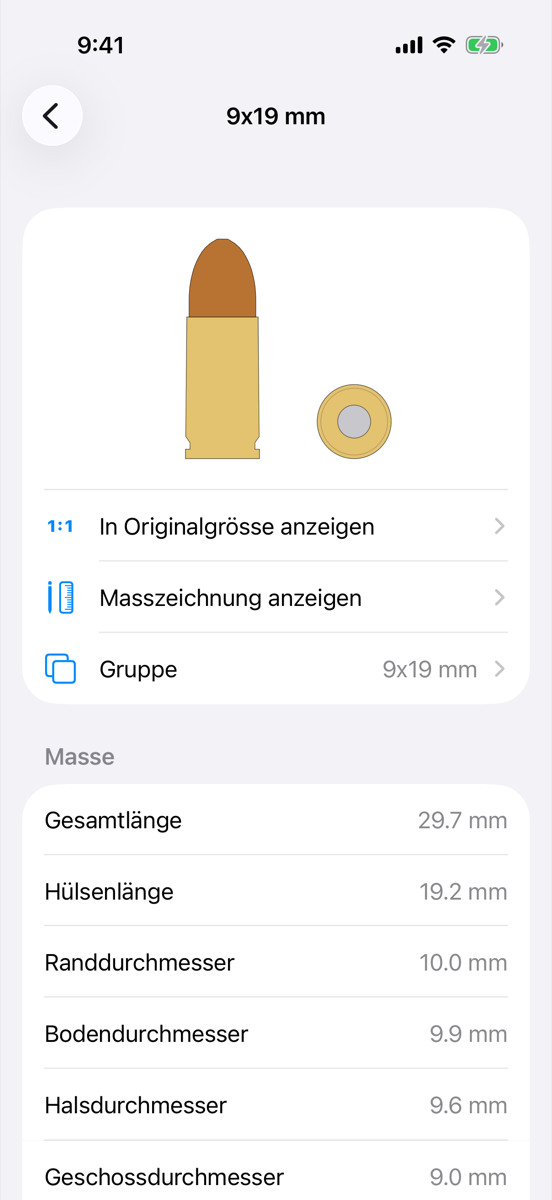 9:41
9x19 mm
1:1 In Originalgrösse anzeigen
Masszeichnung anzeigen
Gruppe 9x19 mm
Masse
Gesamtlänge 29.7 mm
Hülsenlänge 19.2 mm
Randdurchmesser 10.0 mm
Bodendurchmesser 9.9 mm
Halsdurchmesser 9.6 mm
Geschossdurchmesser 9.0 mm